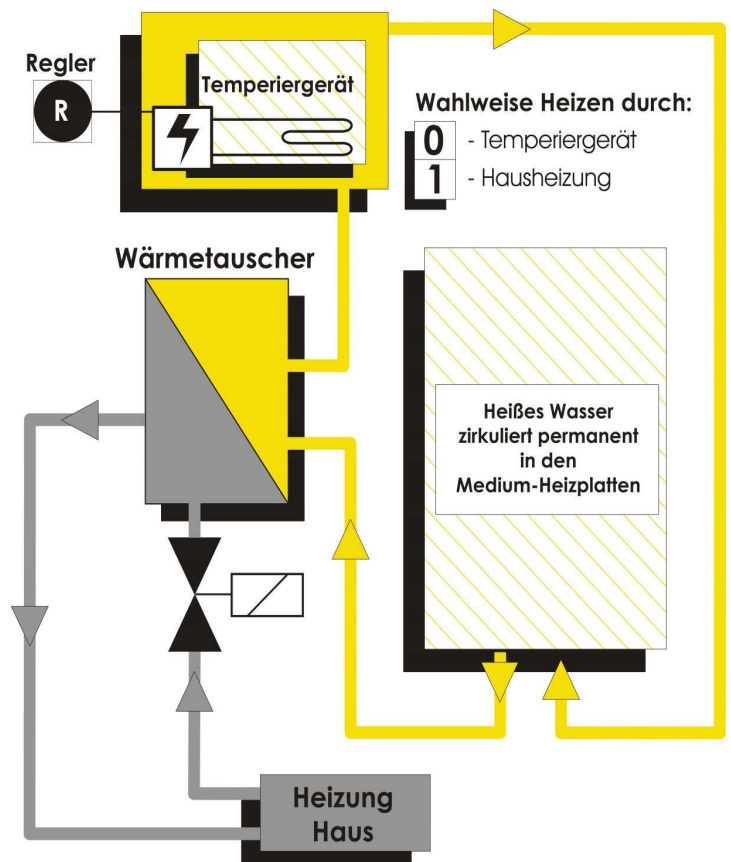 Regler
R
Temperiergerät
Wahlweise Heizen durch:
0 - Temperiergerät
1 - Hausheizung
Wärmetauscher
Heißes Wasser
zirkuliert permanent
in den
Medium-Heizplatten
Heizung
Haus